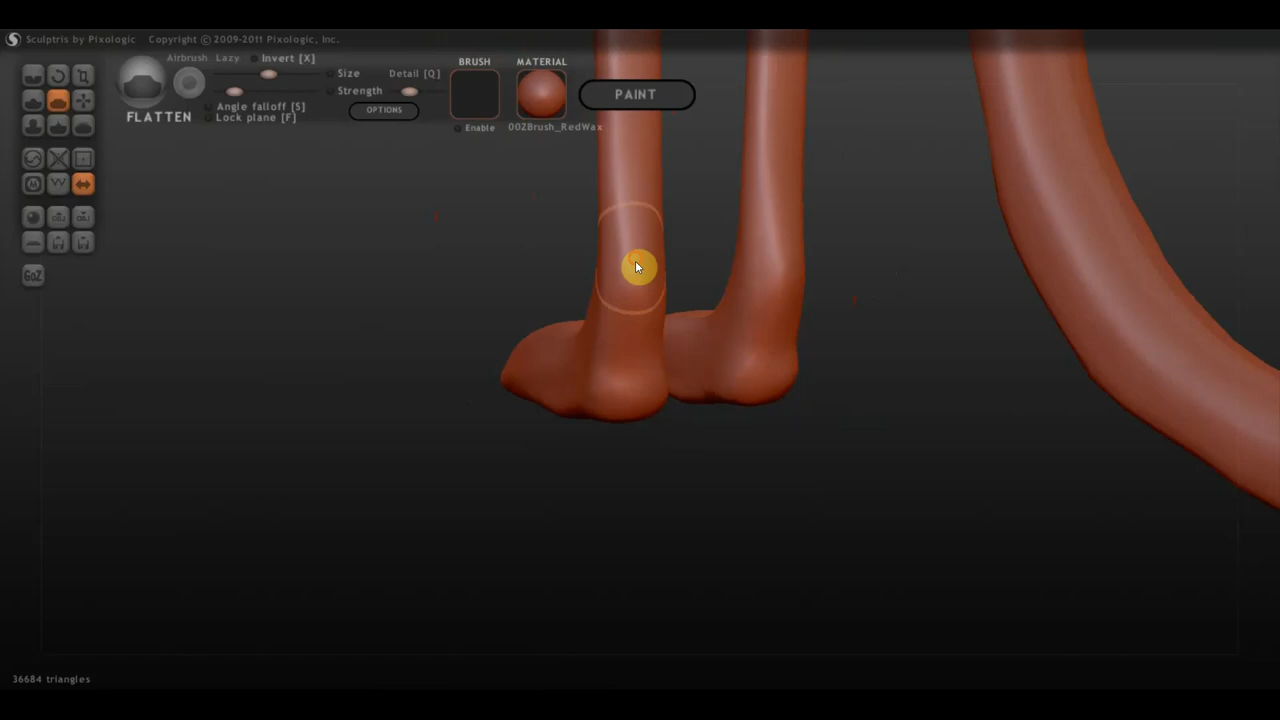 Sculptris by Pixologic Copyright © 2009-2011 Pixologic, Inc.
Airbrush Lazy Invert [X]
Size Detail [Q]
Strength
Angle falloff [S]
Lock plane [F]
OPTIONS
FLATTEN
BRUSH
Enable
MATERIAL
00ZBrush_RedWax
PAINT
GoZ
36684 triangles